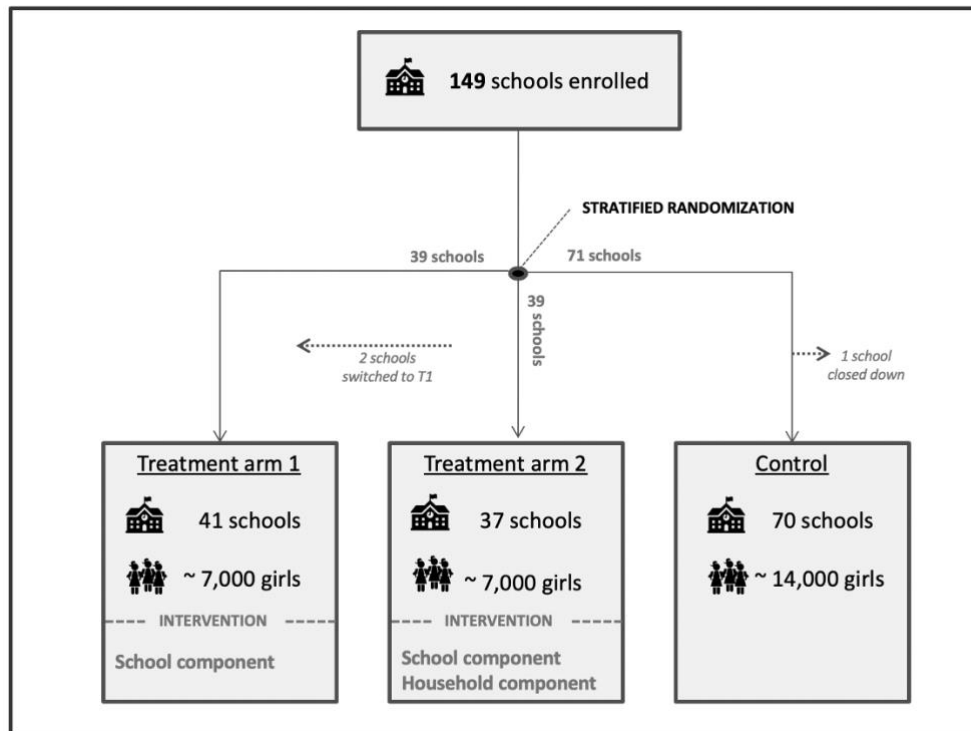 149 schools enrolled
STRATIFIED RANDOMIZATION
39 schools
71 schools
39
schools
2 schools
switched to T1
1 school
closed down
Treatment arm 1
41 schools
~ 7,000 girls
INTERVENTION
School component
Treatment arm 2
37 schools
~ 7,000 girls
INTERVENTION
School component
Household component
Control
70 schools
~ 14,000 girls